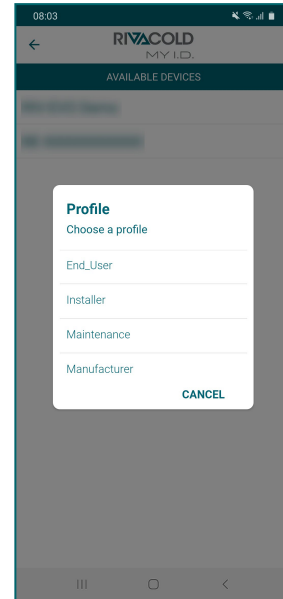 08:03
RIVACOLD
MY I.D.
AVAILABLE DEVICES
Profile
Choose a profile
End_User
Installer
Maintenance
Manufacturer
CANCEL